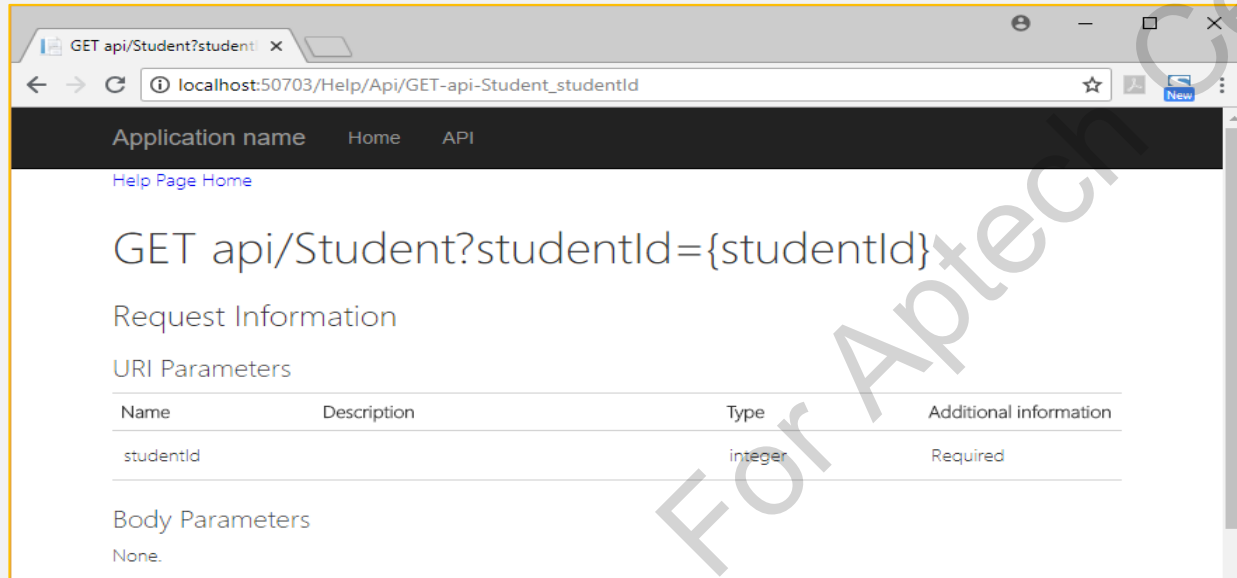 GET api/Student?student
localhost:50703/Help/Api/GET-api-Student_studentId
New
Application name Home API
Help Page Home
GET api/Student?studentId={studentId}
Request Information
URI Parameters
Name Description Type Additional information
studentId integer Required
Body Parameters
None.
For Aptech Ce